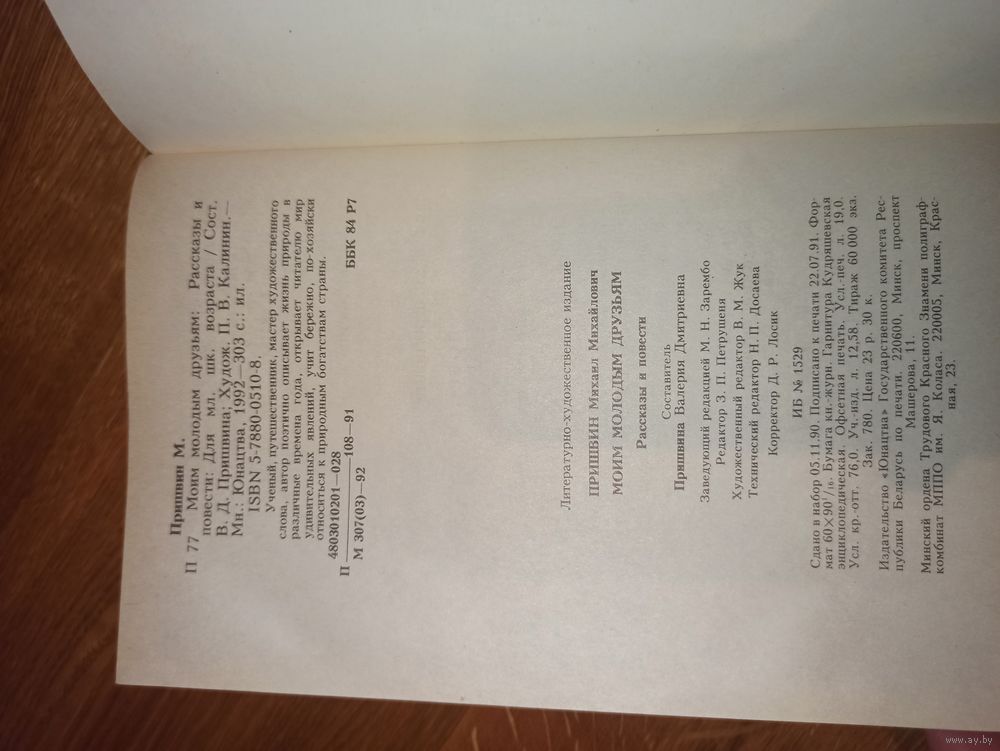 Пришвин М.
П 77 Моим молодым друзьям: Рассказы и
повести: Для мл. шк. возраста / Сост.
В. Д. Пришвина; Худож. П. В. Калинин.—
Мн.: Юнацтва, 1992—303 с.: ил.
ISBN 5-7880-0510-8.
Ученый, путешественник, мастер художественного
слова, автор поэтично описывает жизнь природы в
различные времена года, открывает читателю мир
удивительных явлений, учит бережно, по-хозяйски
относиться к природным богатствам страны.
4803010201—028
П ———————— 108—91
М 307(03)—92
ББК 84 Р7
Литературно-художественное издание
ПРИШВИН Михаил Михайлович
МОИМ МОЛОДЫМ ДРУЗЬЯМ
Рассказы и повести
Составитель
Пришвина Валерия Дмитриевна
Заведующий редакцией М. Н. Зарембо
Редактор З. П. Петрушеня
Художественный редактор В. М. Жук
Технический редактор Н. П. Досаева
Корректор Д. Р. Лосик
ИБ № 1529
Сдано в набор 05.11.90. Подписано к печати 22.07.91. Фор-
мат 60×90¹/₁₆. Бумага кн.-журн. Гарнитура Кудряшевская
энциклопедическая. Офсетная печать. Усл.-печ. л. 19,0.
Усл. кр.-отт. 76,0. Уч.-изд. л. 12,58. Тираж 60 000 экз.
Зак. 780. Цена 23 р. 30 к.
Издательство «Юнацтва» Государственного комитета Рес-
публики Беларусь по печати. 220600, Минск, проспект
Машерова, 11.
Минский ордена Трудового Красного Знамени полиграф-
комбинат МППО им. Я. Коласа. 220005, Минск, Крас-
ная, 23.
www.ay.by